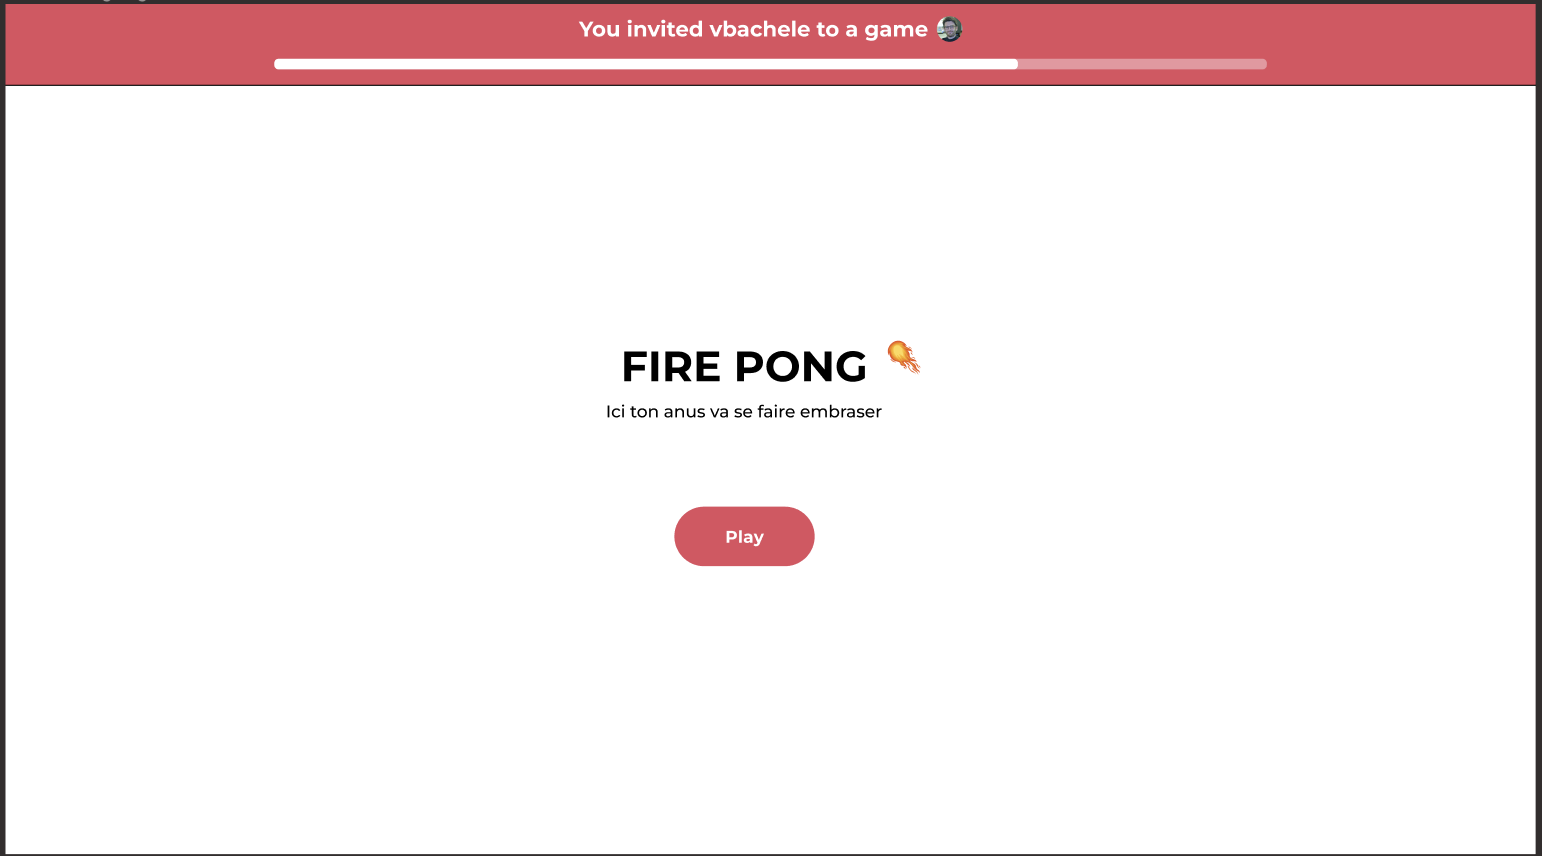 You invited vbachele to a game
FIRE PONG
Ici ton anus va se faire embraser
Play